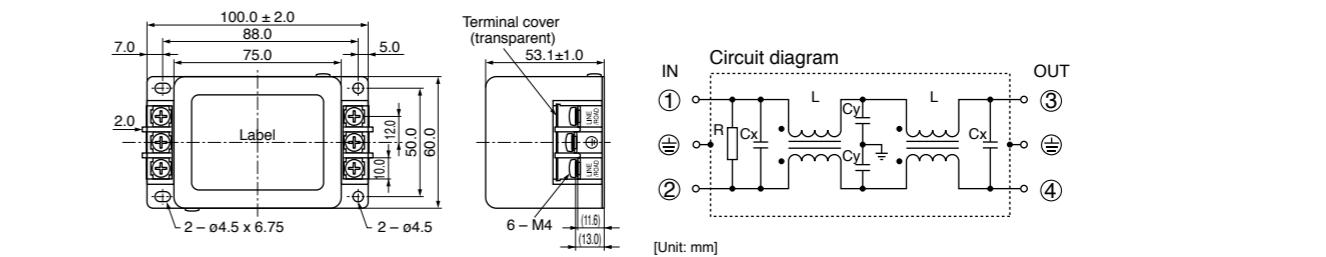 100.0 ± 2.0
88.0
7.0
75.0
5.0
2.0
Label
12.0
10.0
50.0
60.0
2 – ø4.5 x 6.75
2 – ø4.5
Terminal cover
(transparent)
53.1±1.0
LINE
ROAD
LINE
ROAD
6 – M4
(11.6)
(13.0)
[Unit: mm]
Circuit diagram
IN
OUT
1
2
3
4
R
Cx
L
Cy
Cy
L
Cx